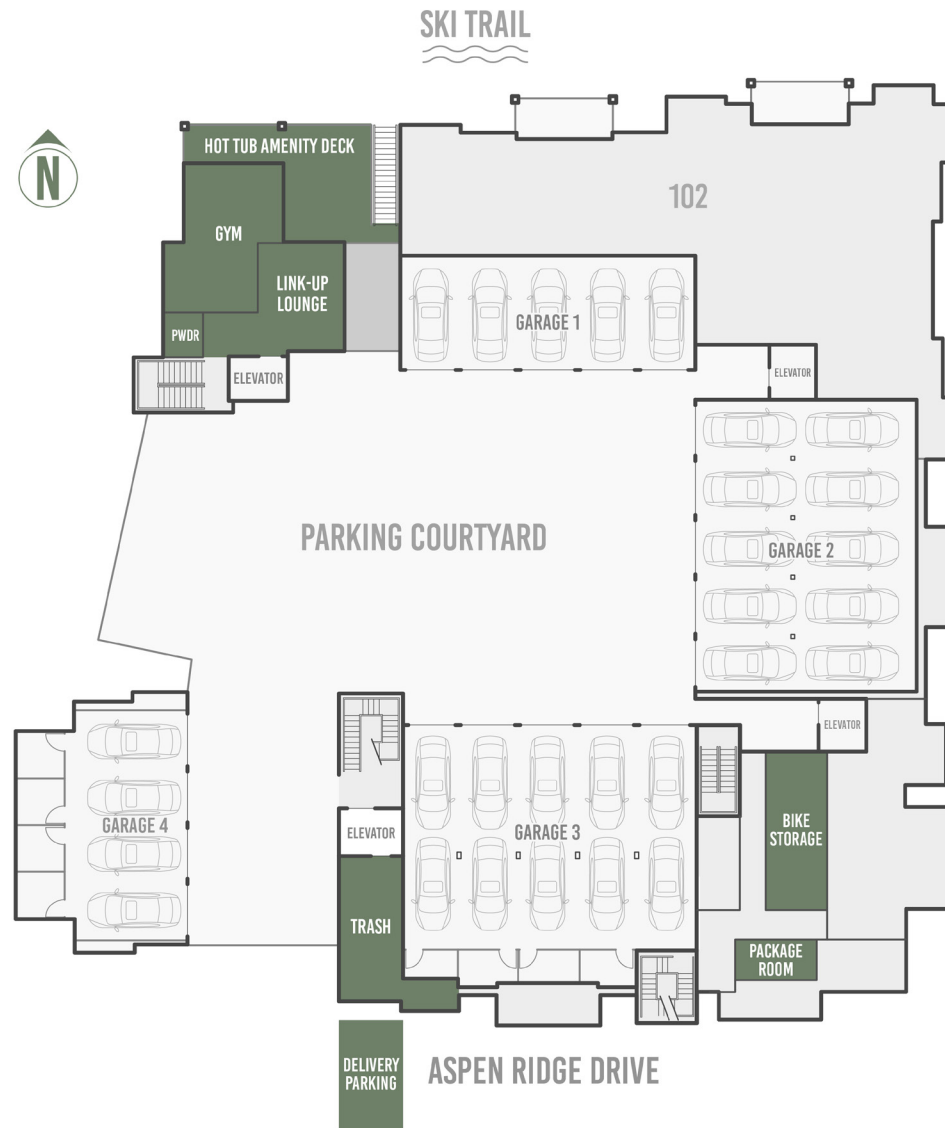 SKI TRAIL
N
HOT TUB AMENITY DECK
102
GYM
LINK-UP
LOUNGE
GARAGE 1
PWDR
ELEVATOR
ELEVATOR
PARKING COURTYARD
GARAGE 2
ELEVATOR
GARAGE 4
ELEVATOR
GARAGE 3
BIKE
STORAGE
TRASH
PACKAGE
ROOM
DELIVERY
PARKING
ASPEN RIDGE DRIVE